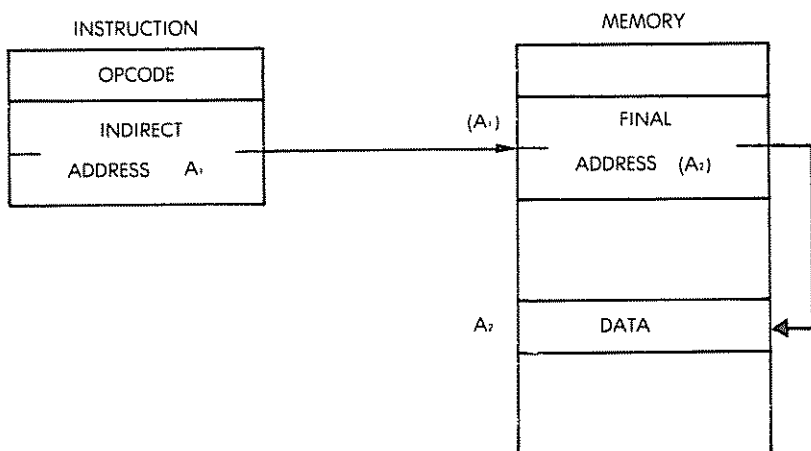 INSTRUCTION
OPCODE
INDIRECT
ADDRESS A₁
MEMORY
(A₁)
FINAL
ADDRESS (A₂)
A₂
DATA